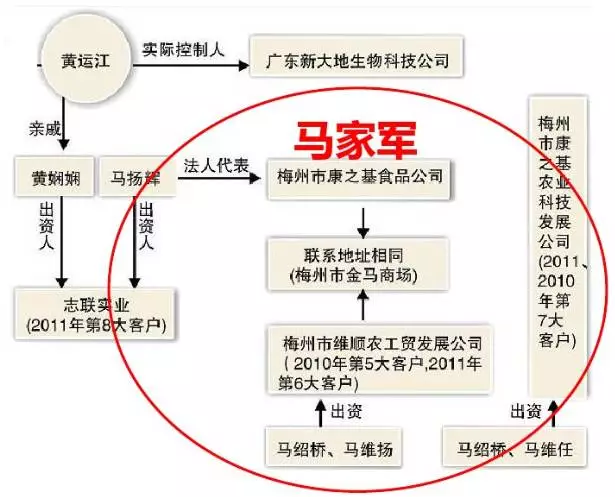 黄运江
实际控制人
广东新大地生物科技公司
亲戚
马家军
黄娴娴
马扬辉
法人代表
梅州市康之基食品公司
出资人
出资人
联系地址相同
(梅州市金马商场)
志联实业
(2011年第8大客户)
梅州市维顺农工贸发展公司
(2010年第5大客户,2011年
第6大客户)
出资
马绍桥、马维扬
梅州
市康
之基
农业
科技
发展
公司
(2011、
2010
年第
7大
客户)
出资
马绍桥、马维任